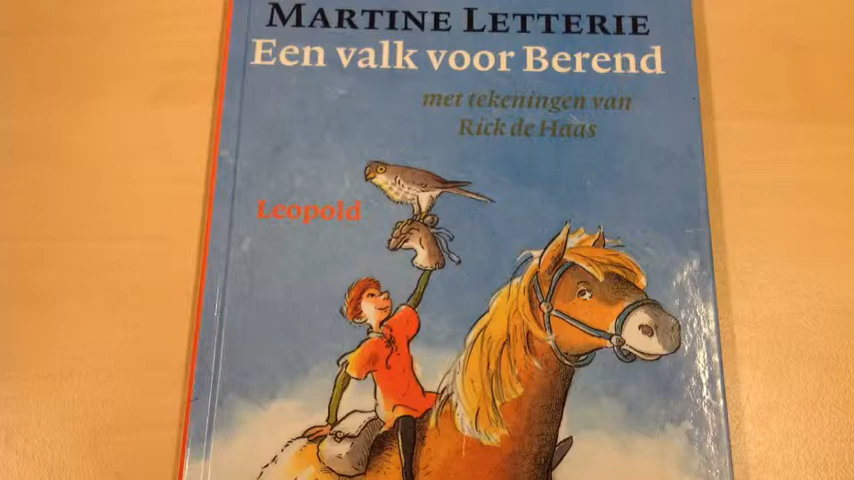 MARTINE LETTERIE
Een valk voor Berend
met tekeningen van
Rick de Haas
Leopold